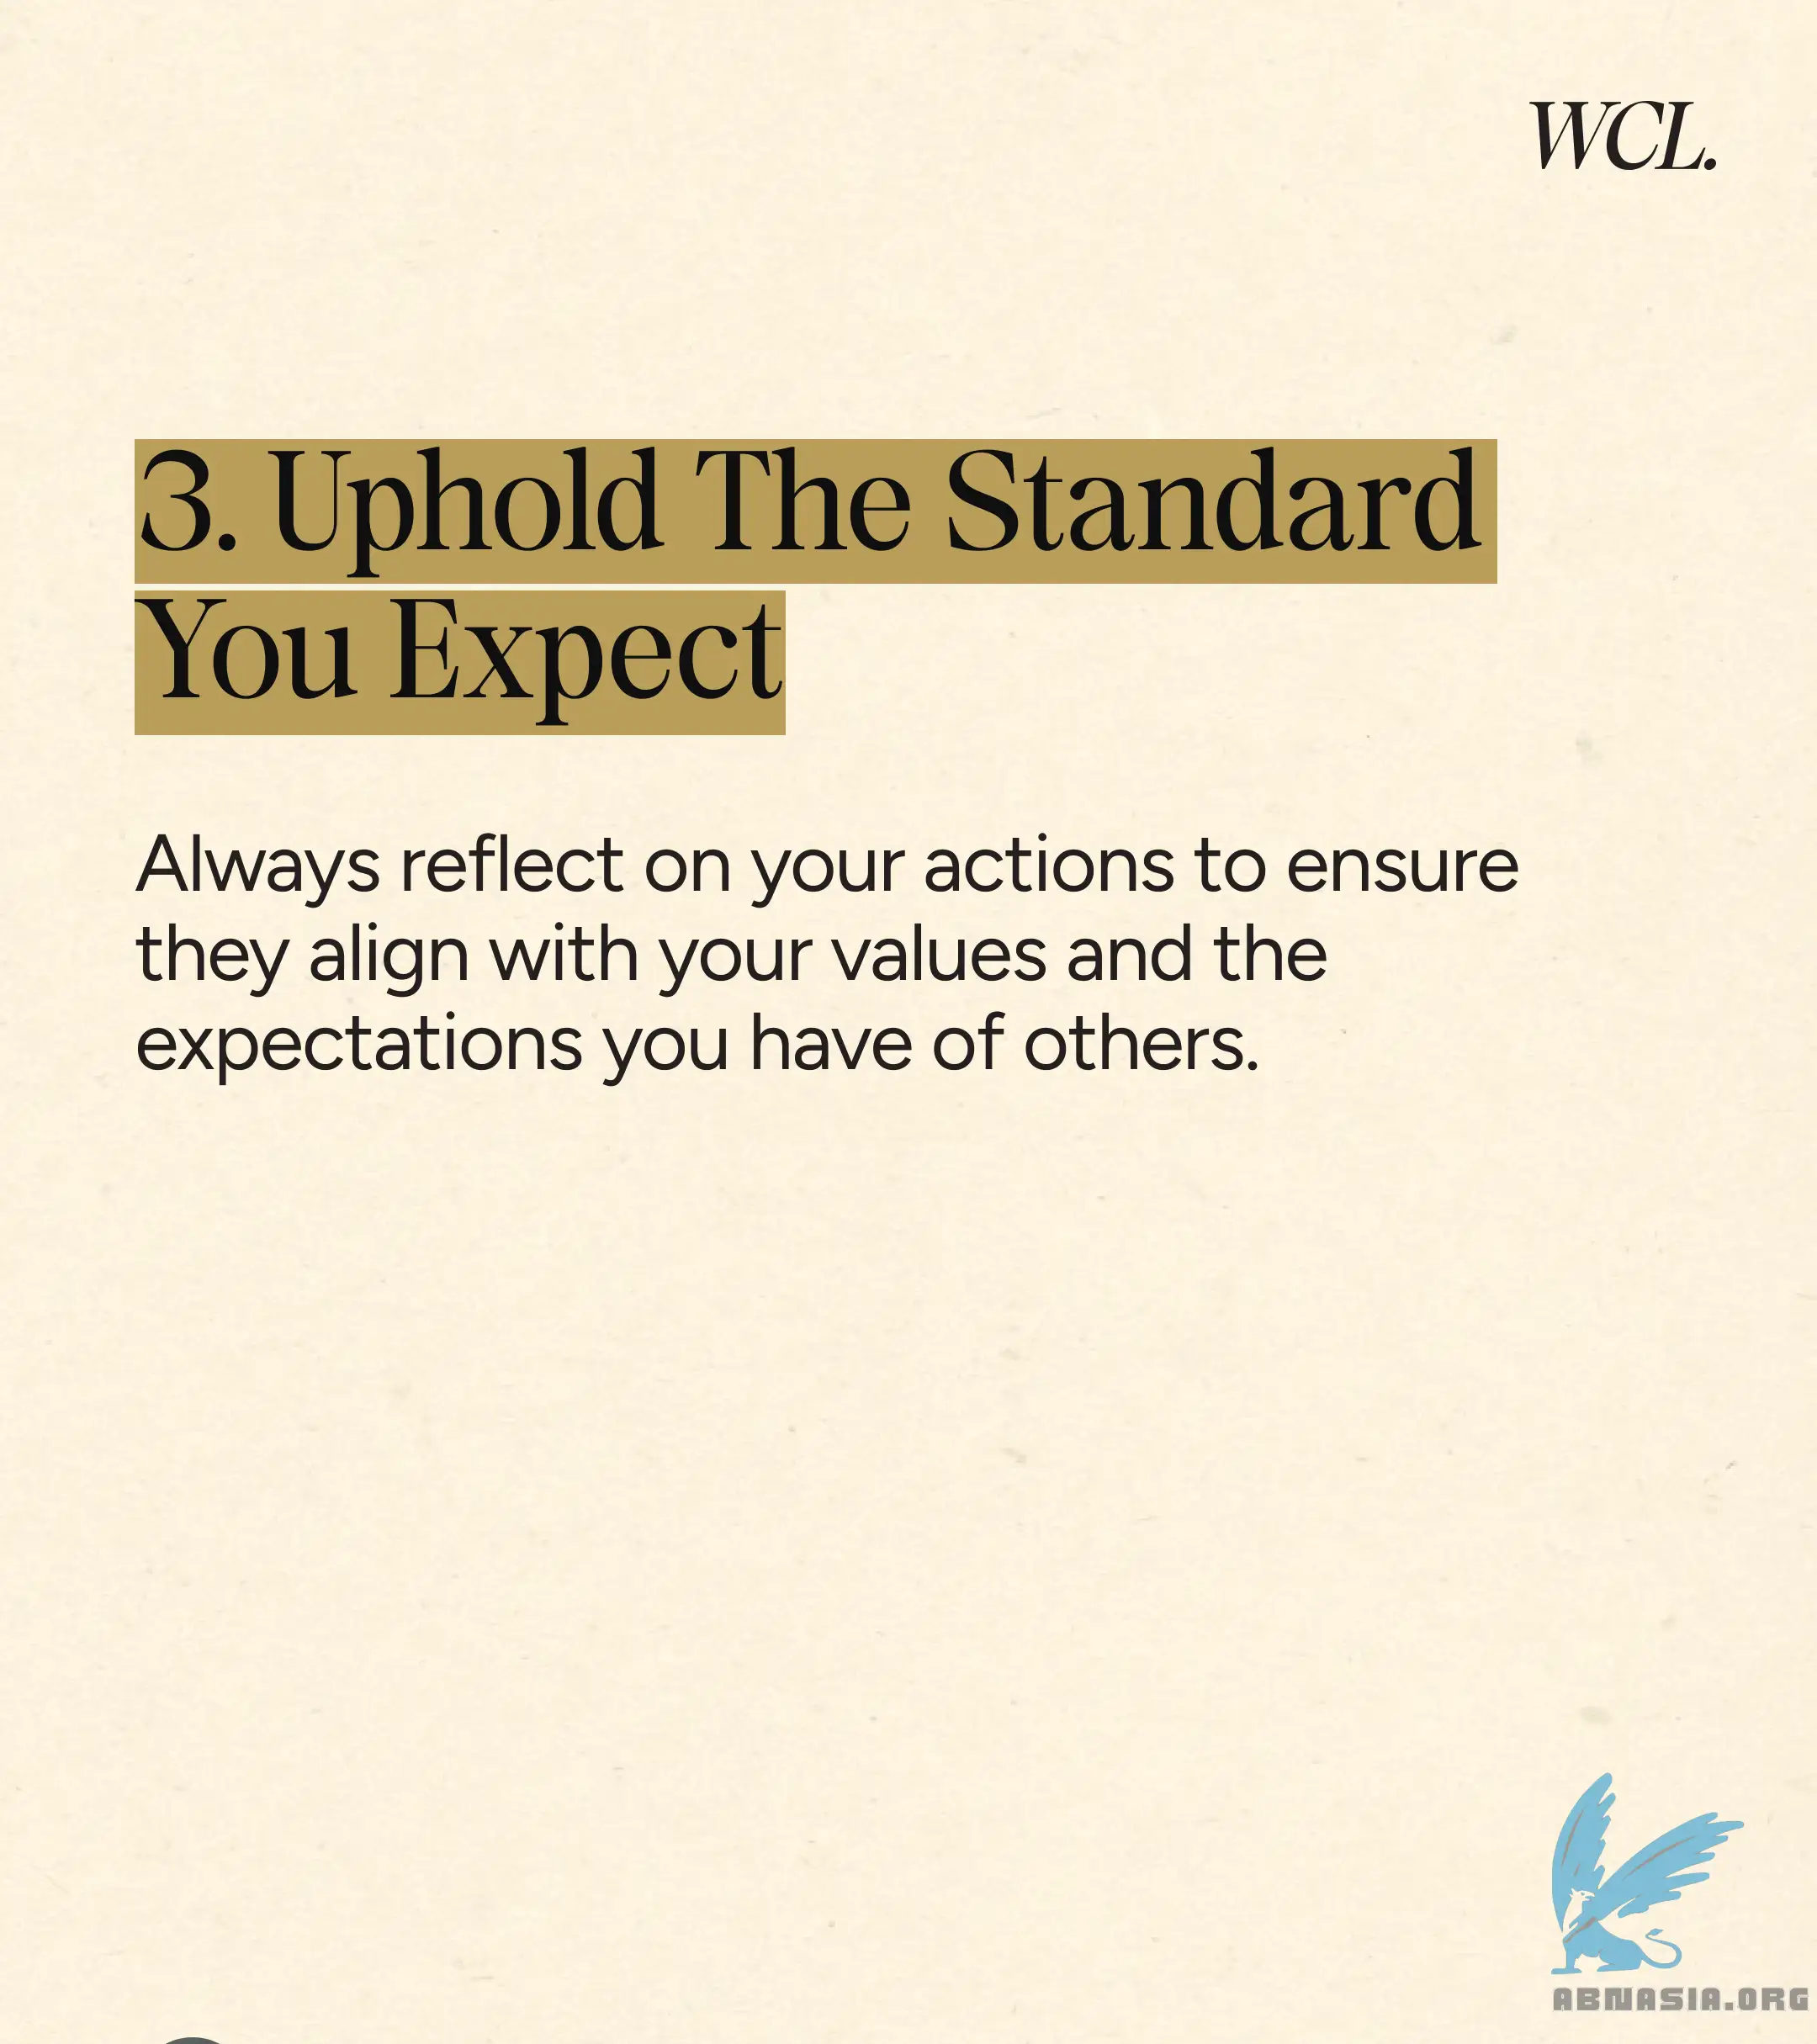 WCL.
3. Uphold The Standard
You Expect
Always reflect on your actions to ensure
they align with your values and the
expectations you have of others.
ABNASIA.ORG